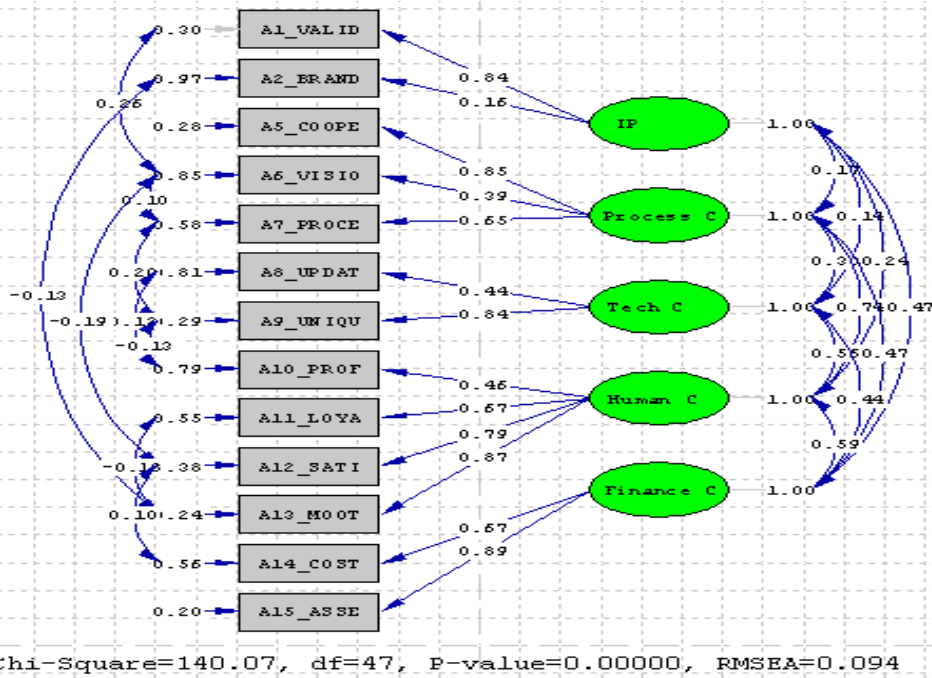 0.30 A1_VALID
0.84
0.97 A2_BRAND
0.16
0.26
0.28 A5_COOPE
IP 1.00
0.85
0.17
0.85 A6_VISIO
0.39
0.10
0.58 A7_PROCE
0.65
Process C 1.00
0.14
0.20 0.81 A8_UPDAT
0.24
0.44
-0.13
-0.19
0.29 A9_UNIQU
0.84
Tech C 1.00
0.74 0.47
-0.13
0.79 A10_PROF
0.47
0.46
0.55 A11_LOYA
Human C 1.00
0.44
0.79
0.59
0.38 A12_SATI
0.87
0.10 0.24 A13_MOOT
Finance C 1.00
0.67
0.56 A14_COST
0.89
0.20 A15_ASSE
Chi-Square=140.07, df=47, P-value=0.00000, RMSEA=0.094